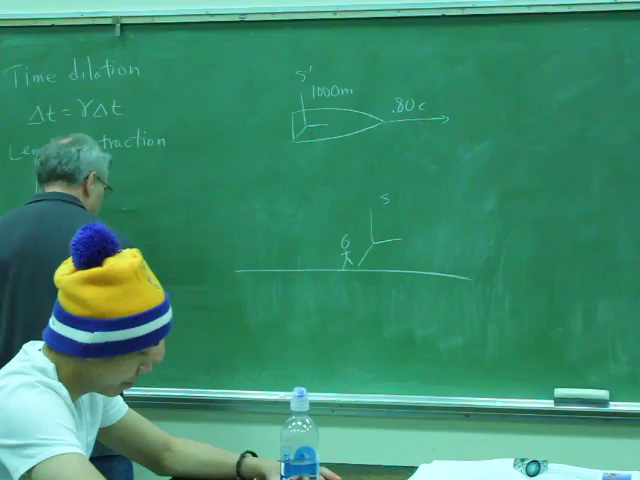 Time dilation
Δt = γΔt
traction
S'
1000m
.80c
S